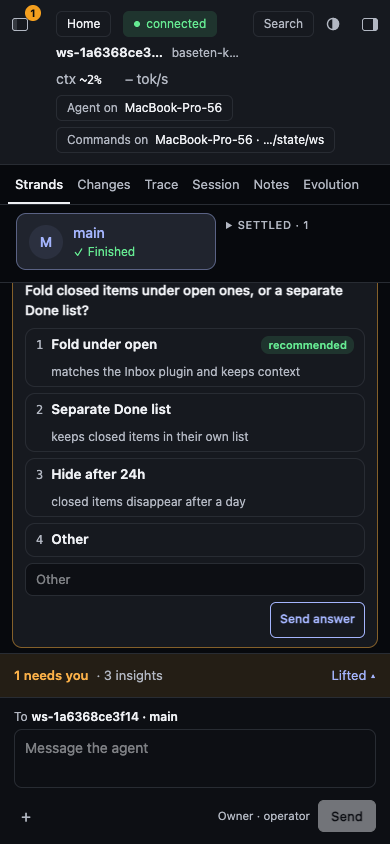 1
Home
connected
Search
ws-1a6368ce3... baseten-k...
ctx ~2% – tok/s
Agent on MacBook-Pro-56
Commands on MacBook-Pro-56 · .../state/ws
Strands Changes Trace Session Notes Evolution
M
main
✓ Finished
▶ SETTLED · 1
Fold closed items under open ones, or a separate
Done list?
1 Fold under open recommended
matches the Inbox plugin and keeps context
2 Separate Done list
keeps closed items in their own list
3 Hide after 24h
closed items disappear after a day
4 Other
Other
Send answer
1 needs you · 3 insights Lifted ▴
To ws-1a6368ce3f14 · main
Message the agent
+ Owner · operator Send